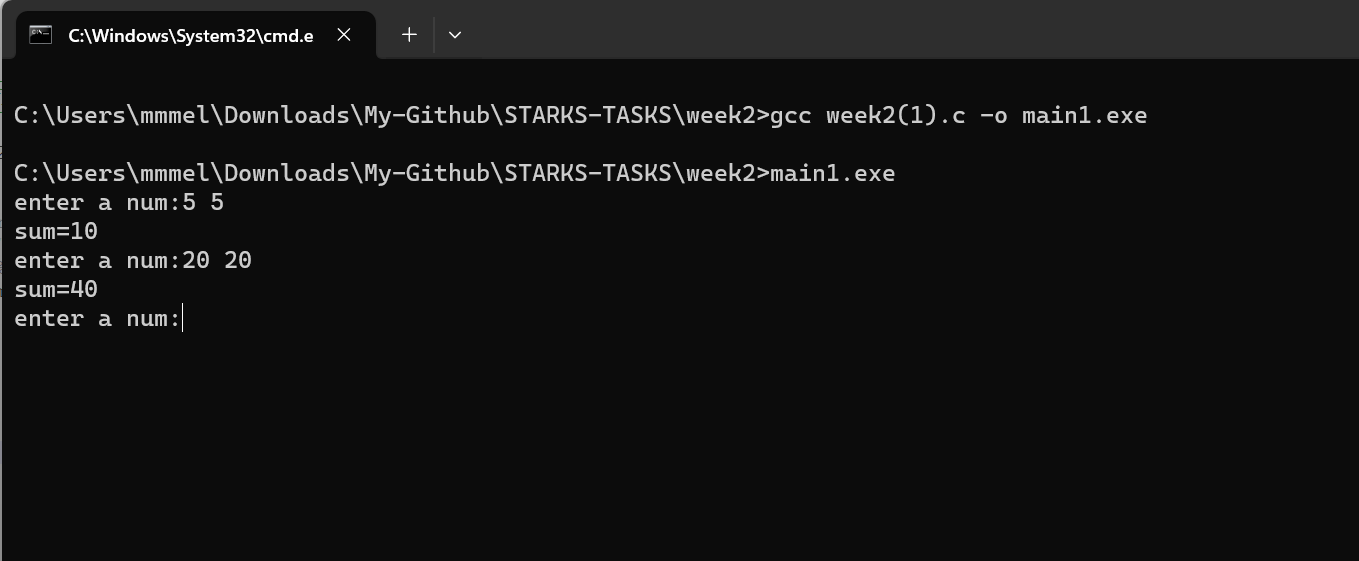 C:\Windows\System32\cmd.e
C:\Users\mmmel\Downloads\My-Github\STARKS-TASKS\week2>gcc week2(1).c -o main1.exe
C:\Users\mmmel\Downloads\My-Github\STARKS-TASKS\week2>main1.exe
enter a num:5 5
sum=10
enter a num:20 20
sum=40
enter a num: